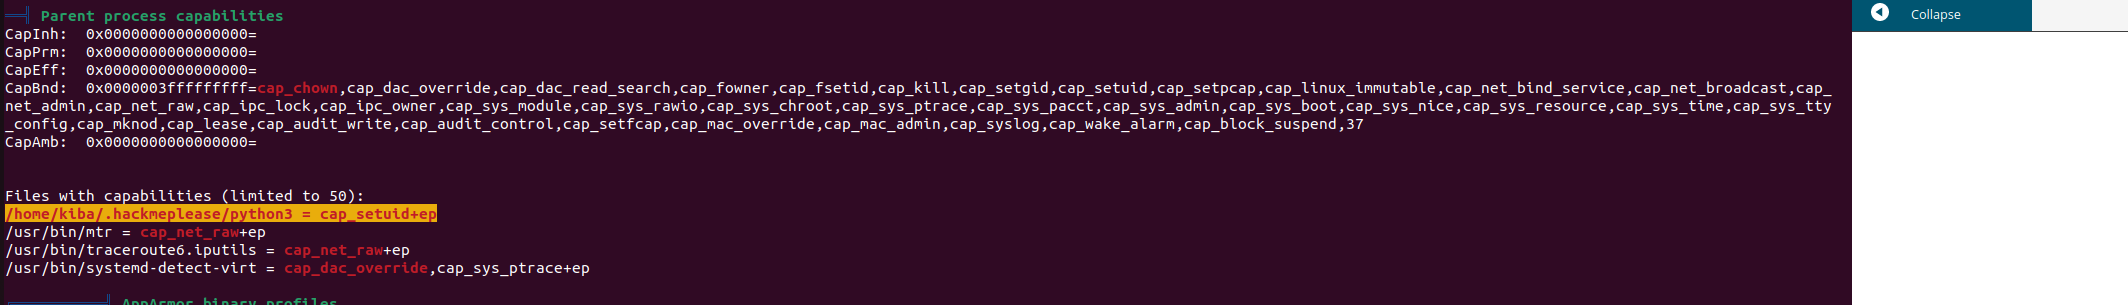 Parent process capabilities
Collapse
CapInh:  0x0000000000000000=
CapPrm:  0x0000000000000000=
CapEff:  0x0000000000000000=
CapBnd:  0x0000003fffffffff=cap_chown,cap_dac_override,cap_dac_read_search,cap_fowner,cap_fsetid,cap_kill,cap_setgid,cap_setuid,cap_setpcap,cap_linux_immutable,cap_net_bind_service,cap_net_broadcast,cap_
net_admin,cap_net_raw,cap_ipc_lock,cap_ipc_owner,cap_sys_module,cap_sys_rawio,cap_sys_chroot,cap_sys_ptrace,cap_sys_pacct,cap_sys_admin,cap_sys_boot,cap_sys_nice,cap_sys_resource,cap_sys_time,cap_sys_tty
_config,cap_mknod,cap_lease,cap_audit_write,cap_audit_control,cap_setfcap,cap_mac_override,cap_mac_admin,cap_syslog,cap_wake_alarm,cap_block_suspend,37
CapAmb:  0x0000000000000000=
Files with capabilities (limited to 50):
/home/kiba/.hackmeplease/python3 = cap_setuid+ep
/usr/bin/mtr = cap_net_raw+ep
/usr/bin/traceroute6.iputils = cap_net_raw+ep
/usr/bin/systemd-detect-virt = cap_dac_override,cap_sys_ptrace+ep
AppArmor binary profiles